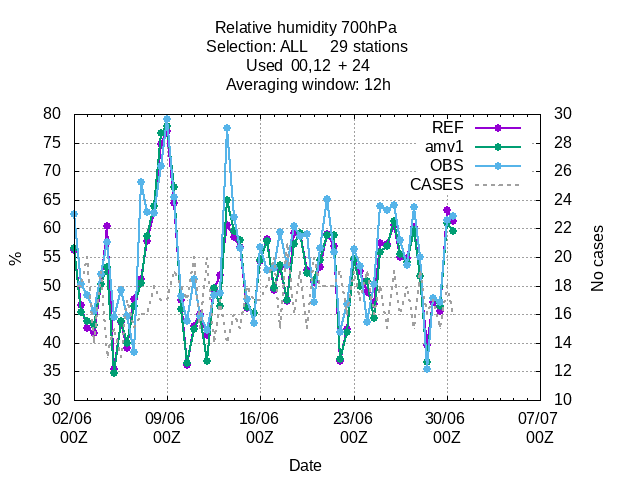 Relative humidity 700hPa
Selection: ALL 29 stations
Used 00,12 + 24
Averaging window: 12h
80 30
75 28
70 26
65 24
60 22
55 20
50 18
45 16
40 14
35 12
30 10
REF
amv1
OBS
CASES
%
No cases
02/06 09/06 16/06 23/06 30/06 07/07
00Z 00Z 00Z 00Z 00Z 00Z
Date